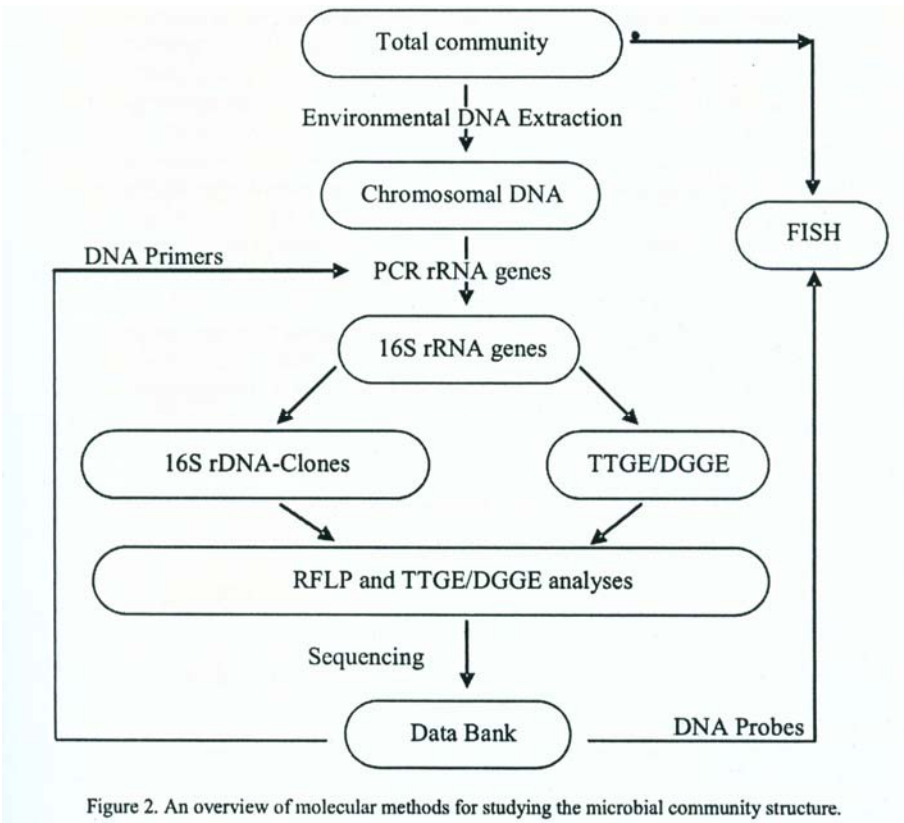 Total community
Environmental DNA Extraction
Chromosomal DNA
FISH
DNA Primers
PCR rRNA genes
16S rRNA genes
16S rDNA-Clones
TTGE/DGGE
RFLP and TTGE/DGGE analyses
Sequencing
Data Bank
DNA Probes
Figure 2. An overview of molecular methods for studying the microbial community structure.